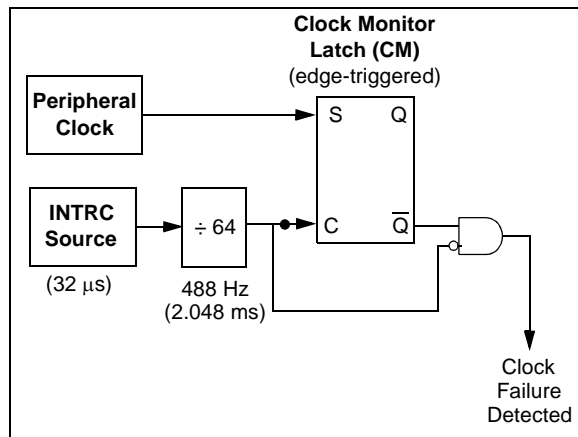 Clock Monitor
Latch (CM)
(edge-triggered)
Peripheral
Clock
S Q
INTRC
Source
÷ 64
C Q̅
(32 μs)
488 Hz
(2.048 ms)
Clock
Failure
Detected